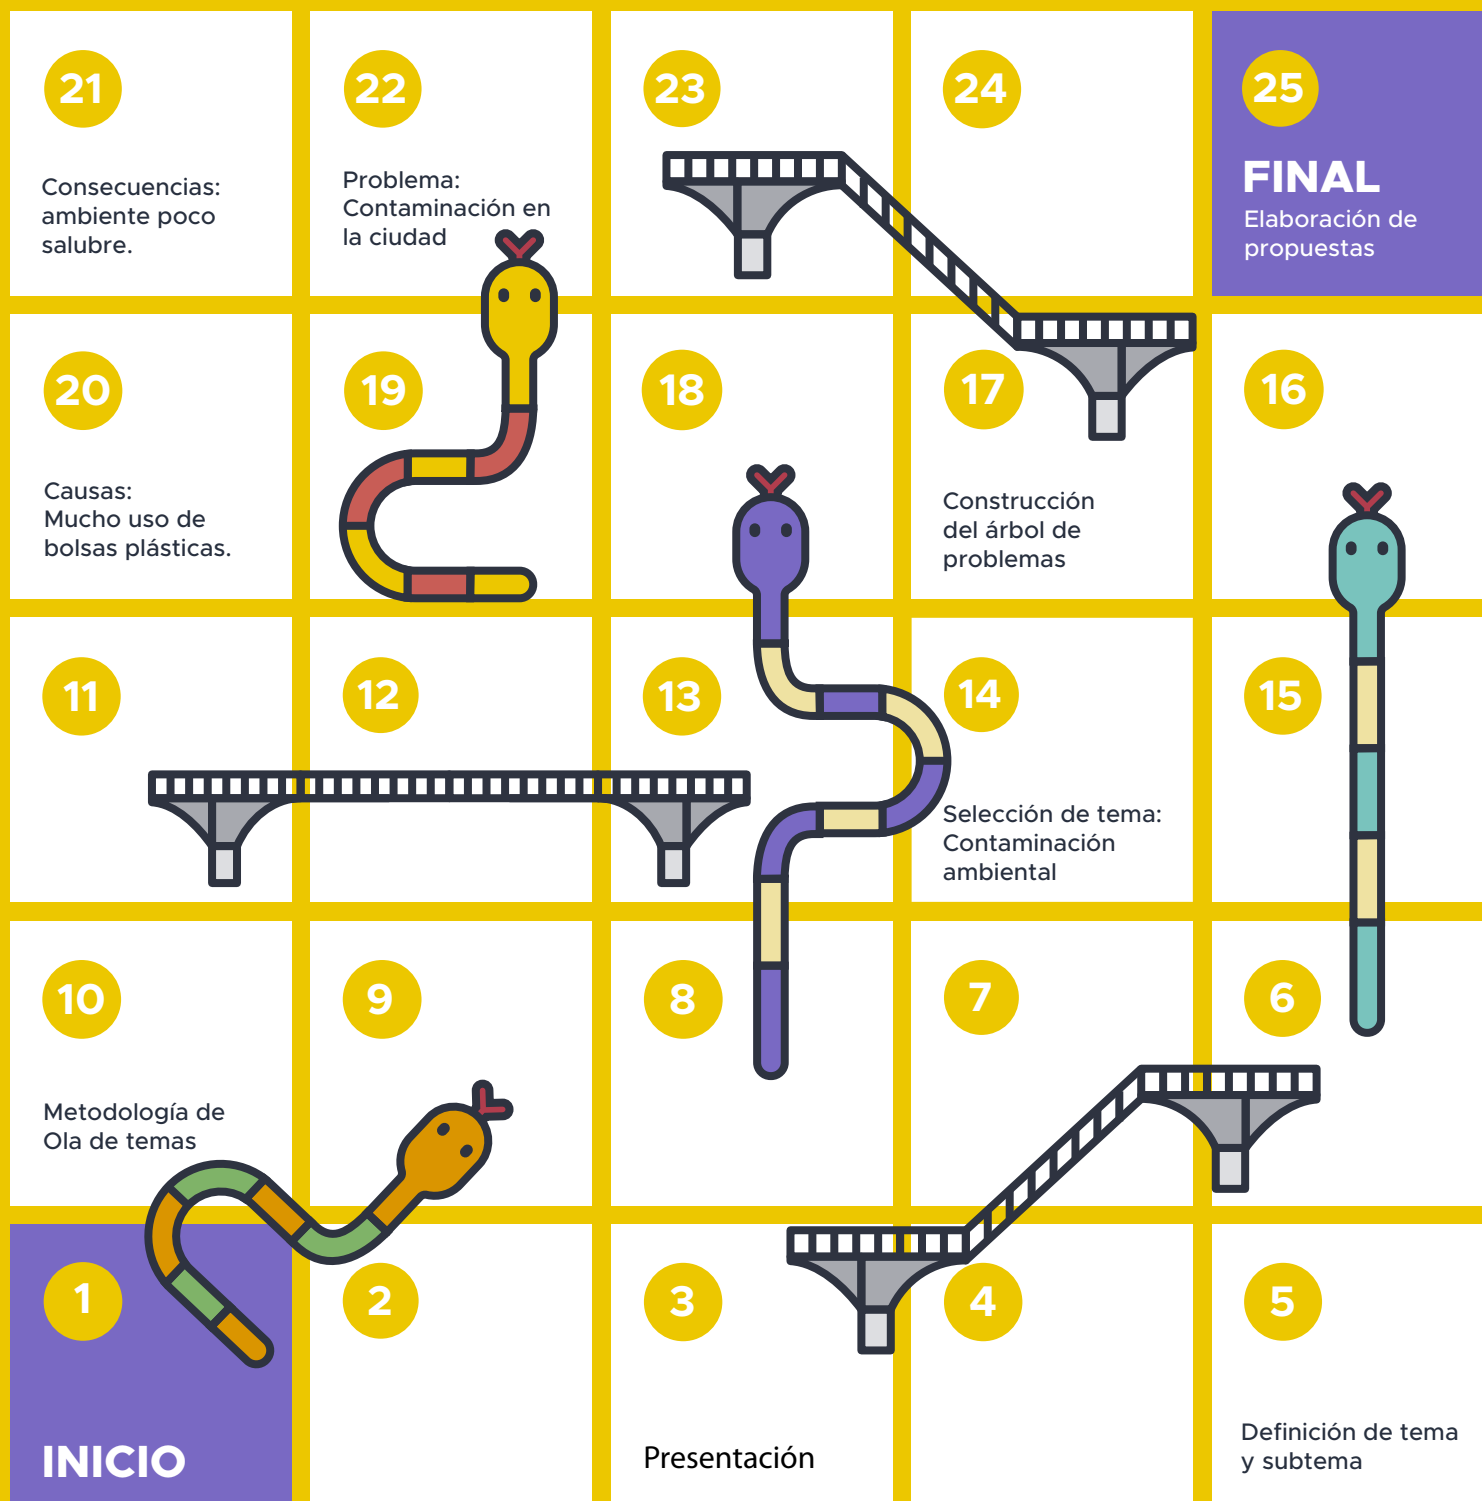 21
Consecuencias:
ambiente poco
salubre.
22
Problema:
Contaminación en
la ciudad
23
24
25
FINAL
Elaboración de
propuestas
20
Causas:
Mucho uso de
bolsas plásticas.
19
18
17
Construcción
del árbol de
problemas
16
11
12
13
14
Selección de tema:
Contaminación
ambiental
15
10
Metodología de
Ola de temas
9
8
7
6
1
INICIO
2
3
Presentación
4
5
Definición de tema
y subtema